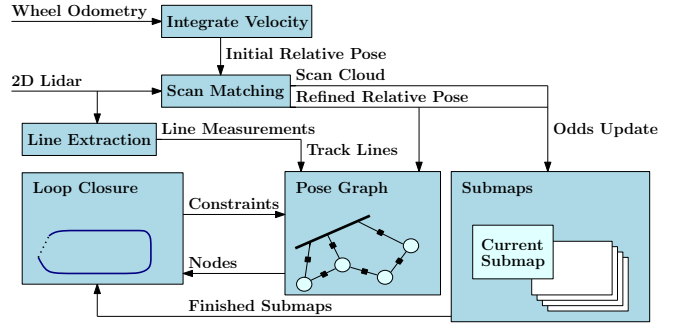 Wheel Odometry
Integrate Velocity
Initial Relative Pose
2D Lidar
Scan Matching
Scan Cloud
Refined Relative Pose
Line Extraction
Line Measurements
Track Lines
Odds Update
Loop Closure
Constraints
Pose Graph
Submaps
Current
Submap
Nodes
Finished Submaps